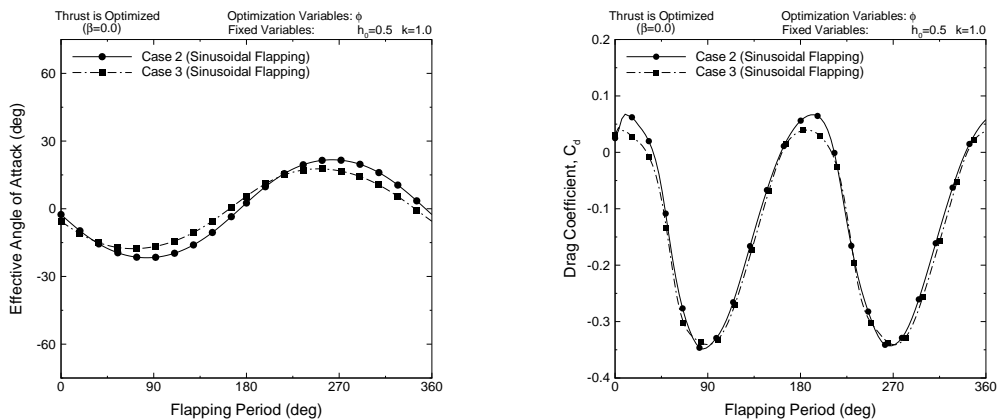 Thrust is Optimized
(β=0.0)
Optimization Variables: ϕ
Fixed Variables: h₀=0.5 k=1.0
Case 2 (Sinusoidal Flapping)
Case 3 (Sinusoidal Flapping)
60
30
0
-30
-60
Effective Angle of Attack (deg)
0 90 180 270 360
Flapping Period (deg)
Thrust is Optimized
(β=0.0)
Optimization Variables: ϕ
Fixed Variables: h₀=0.5 k=1.0
Case 2 (Sinusoidal Flapping)
Case 3 (Sinusoidal Flapping)
0.2
0.1
0
-0.1
-0.2
-0.3
-0.4
Drag Coefficient, C_d
0 90 180 270 360
Flapping Period (deg)